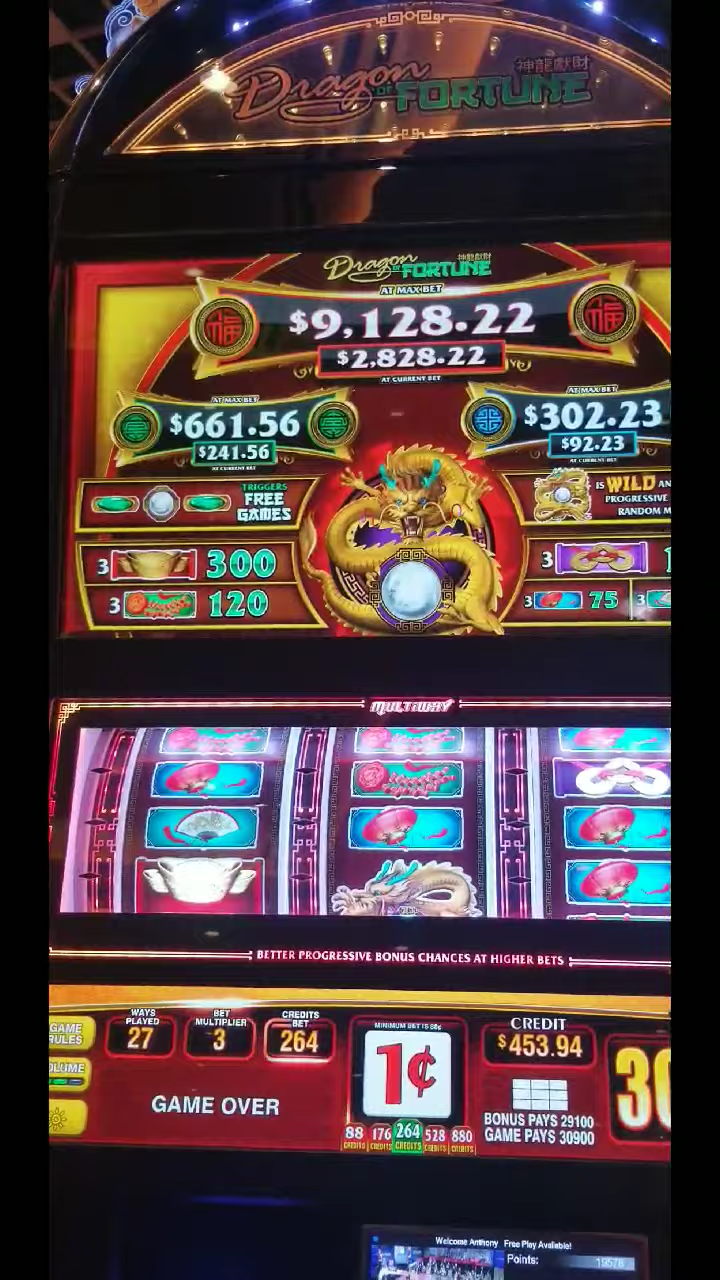 神龍獻財
Dragon OF FORTUNE
神龍獻財
Dragon OF FORTUNE
AT MAX BET
$9,128.22
$2,828.22
AT CURRENT BET
AT MAX BET
$661.56
$241.56
AT CURRENT BET
AT MAX BET
$302.23
$92.23
AT CURRENT BET
TRIGGERS
FREE
GAMES
IS WILD
PROGRESSIVE
RANDOM
3 300
3 120
3
3 75
3
MULTIWAY
BETTER PROGRESSIVE BONUS CHANCES AT HIGHER BETS
GAME
RULES
WAYS
PLAYED
27
BET
MULTIPLIER
3
CREDITS
BET
264
MINIMUM BET IS 88¢
1¢
CREDIT
$453.94
GAME OVER
BONUS PAYS 29100
GAME PAYS 30900
88 176 264 528 880
CREDITS CREDITS CREDITS CREDITS CREDITS
Welcome Anthony Free Play Available!
Points: 19578